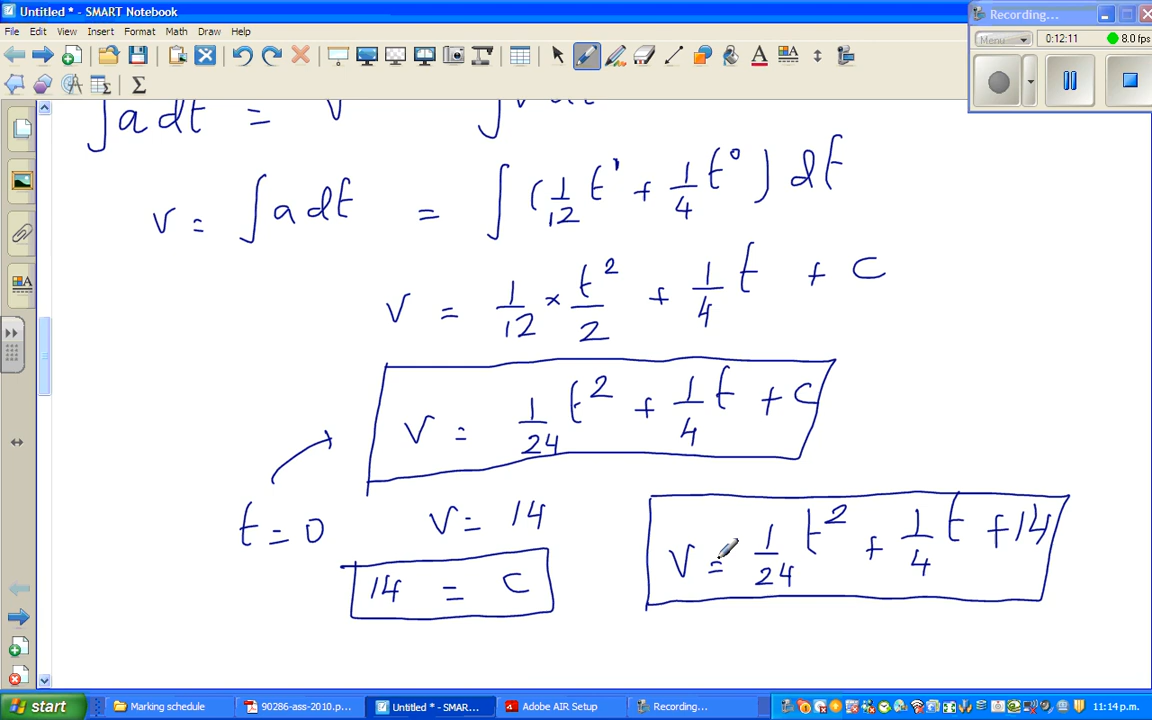 Untitled * - SMART Notebook
Recording...
File Edit View Insert Format Math Draw Help
Menu 0:12:11 8.0 fps
∫a dt = v ∫v dt
v = ∫a dt = ∫(1/12 t¹ + 1/4 t⁰) dt
v = 1/12 × t²/2 + 1/4 t + c
v = 1/24 t² + 1/4 t + c
t = 0 v = 14
14 = c
v = 1/24 t² + 1/4 t + 14
start Marking schedule 90286-ass-2010.p... Untitled * - SMAR... Adobe AIR Setup Recording... 11:14 p.m.